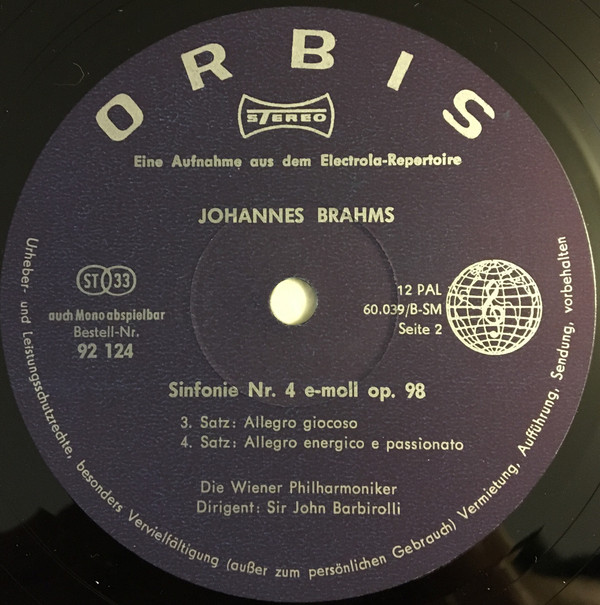 ORBIS
STEREO
Eine Aufnahme aus dem Electrola-Repertoire
JOHANNES BRAHMS
ST 33
auch Mono abspielbar
Bestell-Nr.
92 124
12 PAL
60.039/B-SM
Seite 2
Sinfonie Nr. 4 e-moll op. 98
3. Satz: Allegro giocoso
4. Satz: Allegro energico e passionato
Die Wiener Philharmoniker
Dirigent: Sir John Barbirolli
Urheber- und Leistungsschutzrechte, besonders Vervielfältigung (außer zum persönlichen Gebrauch) Vermietung, Aufführung, Sendung, vorbehalten